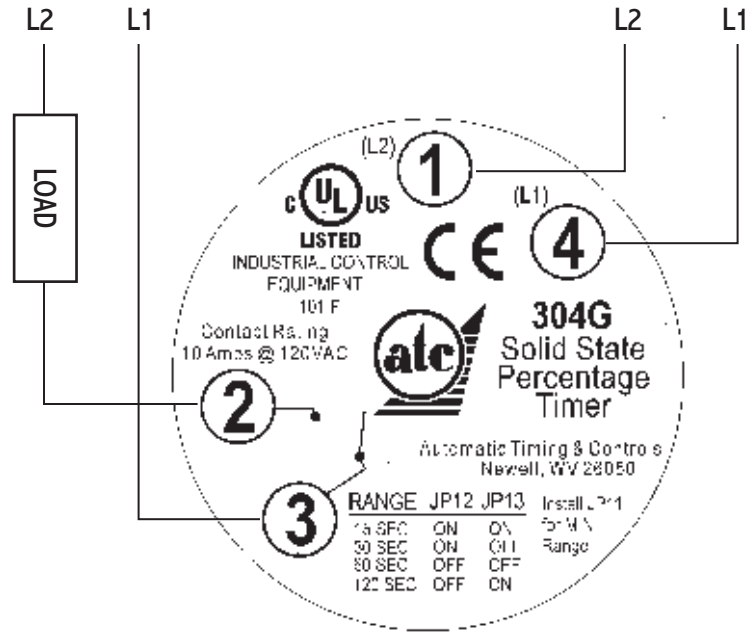 L2 L1 L2 L1
LOAD
(L2)
1
(L1)
4
C UL US
LISTED
INDUSTRIAL CONTROL
EQUIPMENT
CE
304G
Solid State
Percentage
Timer
atc
Contact Rating
10 Amps @ 120VAC
2
Automatic Timing & Controls
Newell, WV 26050
3
RANGE JP12 JP13
15 SEC ON ON
30 SEC ON OFF
60 SEC OFF OFF
120 SEC OFF ON
Install
for MIN
Range